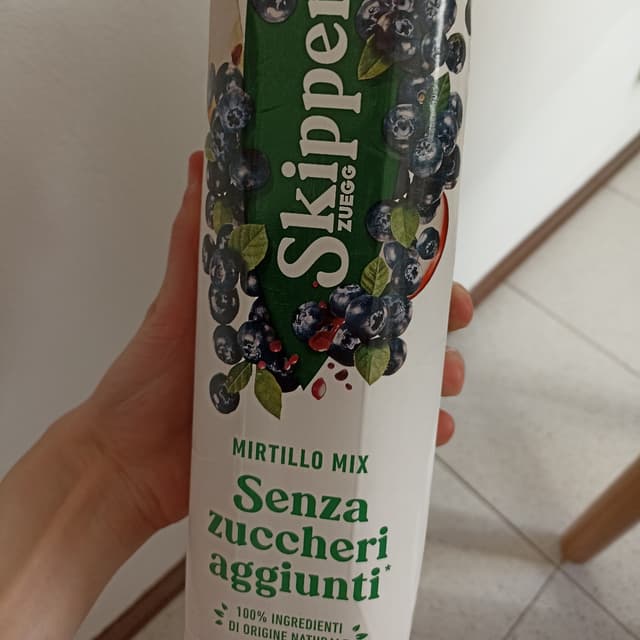 Skipper
ZUEGG
MIRTILLO MIX
Senza
zuccheri
aggiunti*
100% INGREDIENTI
DI ORIGINE NATURALE